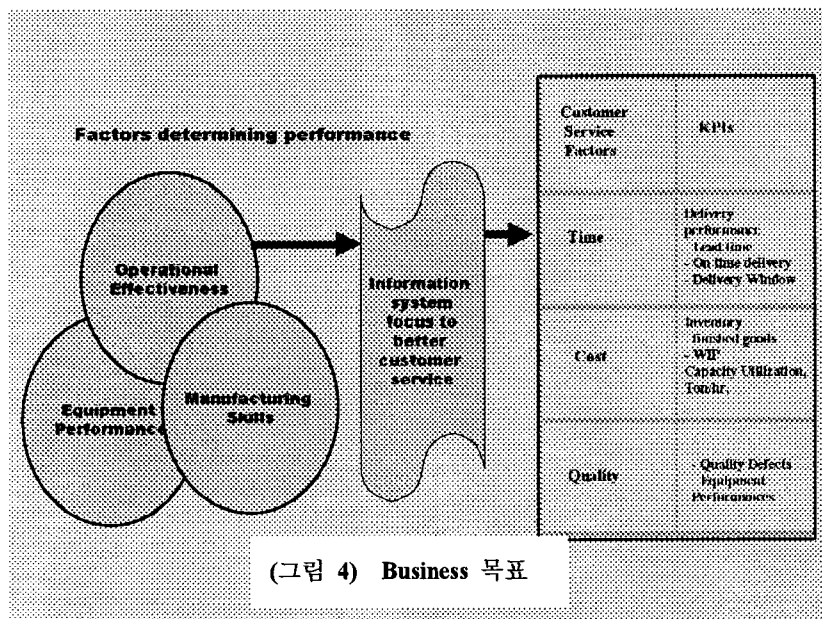 Factors determining performance
Operational
Effectiveness
Equipment
Performance
Manufacturing
Skills
Information
system
focus to
better
customer
service
Customer
Service
Factors
KPIs
Time
Delivery
performance
Lead time
- On time delivery
- Delivery Window
Cost
Inventory
finished goods
- WIP
Capacity Utilization,
Ton/hr,
Quality
- Quality Defects
Equipment
Performances
(그림 4) Business 목표